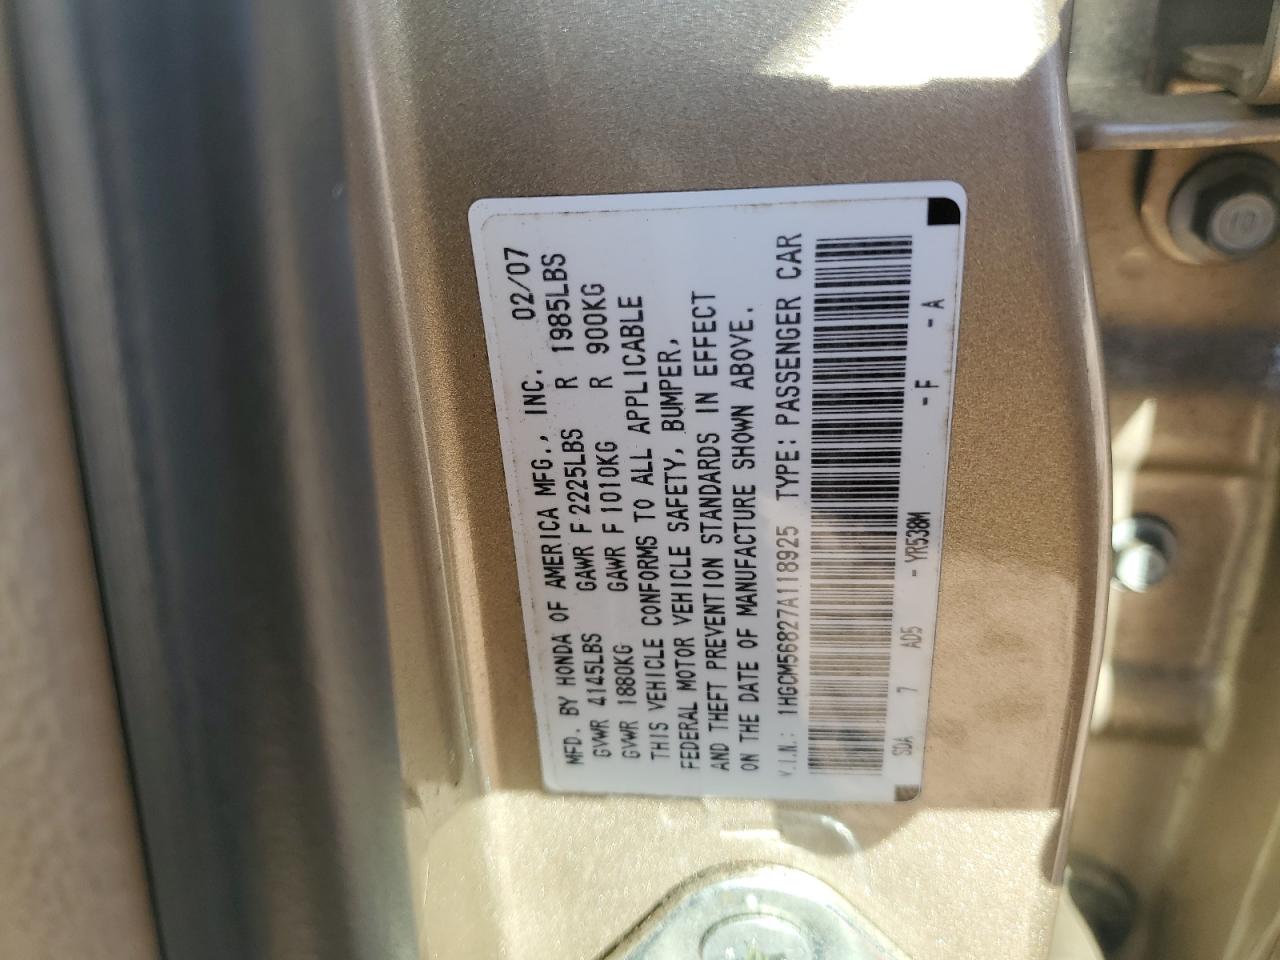 MFD. BY HONDA OF AMERICA MFG., INC. 02/07
GVWR 4145LBS GAWR F 2225LBS R 1985LBS
GVWR 1880KG GAWR F 1010KG R 900KG
THIS VEHICLE CONFORMS TO ALL APPLICABLE
FEDERAL MOTOR VEHICLE SAFETY, BUMPER,
AND THEFT PREVENTION STANDARDS IN EFFECT
ON THE DATE OF MANUFACTURE SHOWN ABOVE.
V.I.N.: 1HGCM56827A118925 TYPE: PASSENGER CAR
SDA 7 AD5 - YR538M - F - A